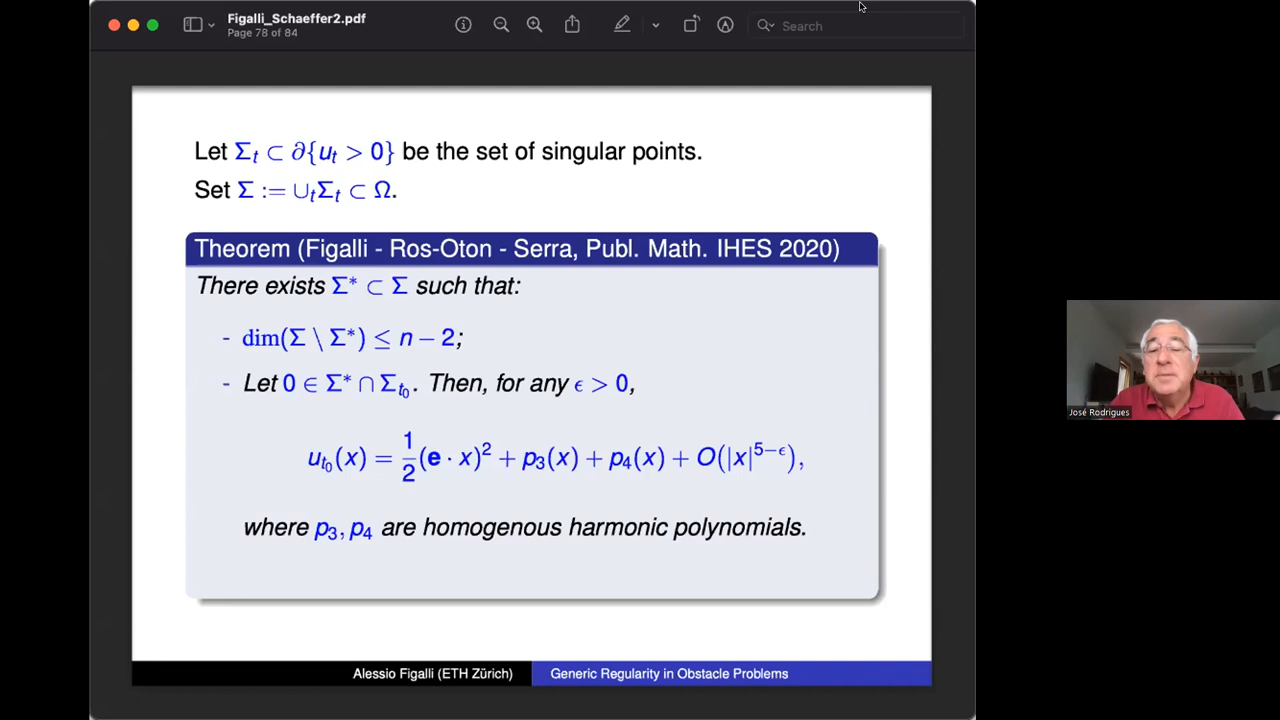 Figalli_Schaeffer2.pdf
Page 78 of 84
Search
Let Σ_t ⊂ ∂{u_t > 0} be the set of singular points.
Set Σ := ∪_tΣ_t ⊂ Ω.
Theorem (Figalli - Ros-Oton - Serra, Publ. Math. IHES 2020)
There exists Σ* ⊂ Σ such that:
- dim(Σ \ Σ*) ≤ n − 2;
- Let 0 ∈ Σ* ∩ Σ_{t_0}. Then, for any ϵ > 0,
u_{t_0}(x) = 1/2 (e · x)^2 + p_3(x) + p_4(x) + O(|x|^{5−ϵ}),
where p_3, p_4 are homogenous harmonic polynomials.
Alessio Figalli (ETH Zürich)
Generic Regularity in Obstacle Problems
José Rodrigues